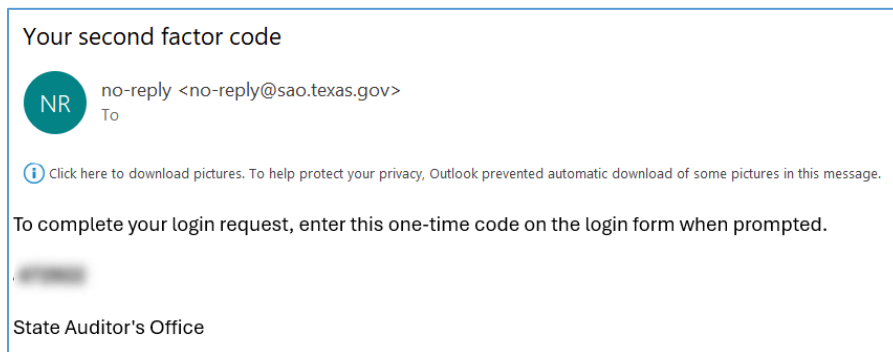 Your second factor code
NR
no-reply <no-reply@sao.texas.gov>
To
Click here to download pictures. To help protect your privacy, Outlook prevented automatic download of some pictures in this message.
To complete your login request, enter this one-time code on the login form when prompted.
State Auditor's Office